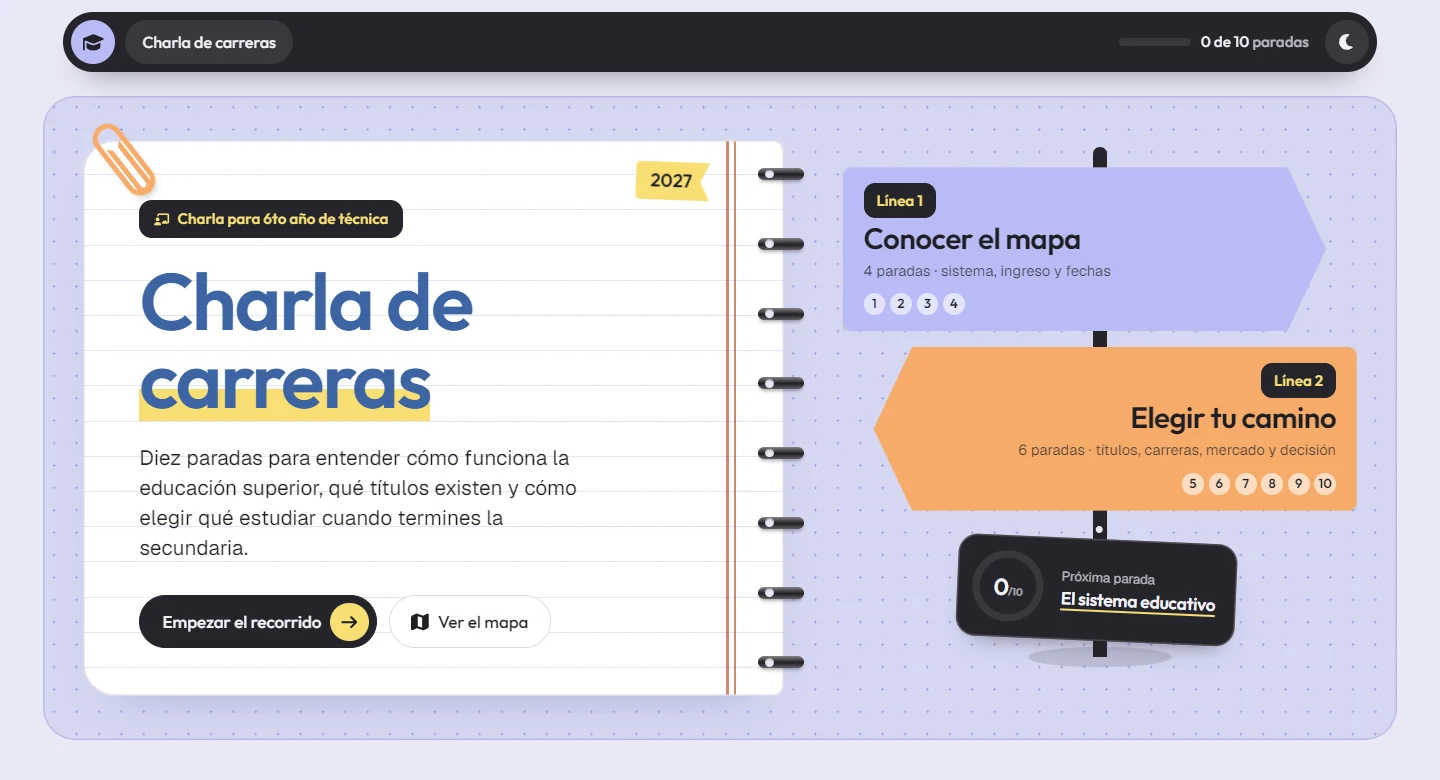 Charla de carreras
0 de 10 paradas
2027
Charla para 6to año de técnica
Charla de
carreras
Diez paradas para entender cómo funciona la
educación superior, qué títulos existen y cómo
elegir qué estudiar cuando termines la
secundaria.
Empezar el recorrido
Ver el mapa
Línea 1
Conocer el mapa
4 paradas · sistema, ingreso y fechas
1 2 3 4
Línea 2
Elegir tu camino
6 paradas · títulos, carreras, mercado y decisión
5 6 7 8 9 10
0/10
Próxima parada
El sistema educativo